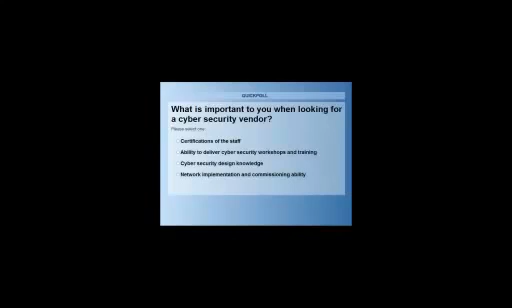 QUICKPOLL
What is important to you when looking for
a cyber security vendor?
Please select one:
Certifications of the staff
Ability to deliver cyber security workshops and training
Cyber security design knowledge
Network implementation and commissioning ability